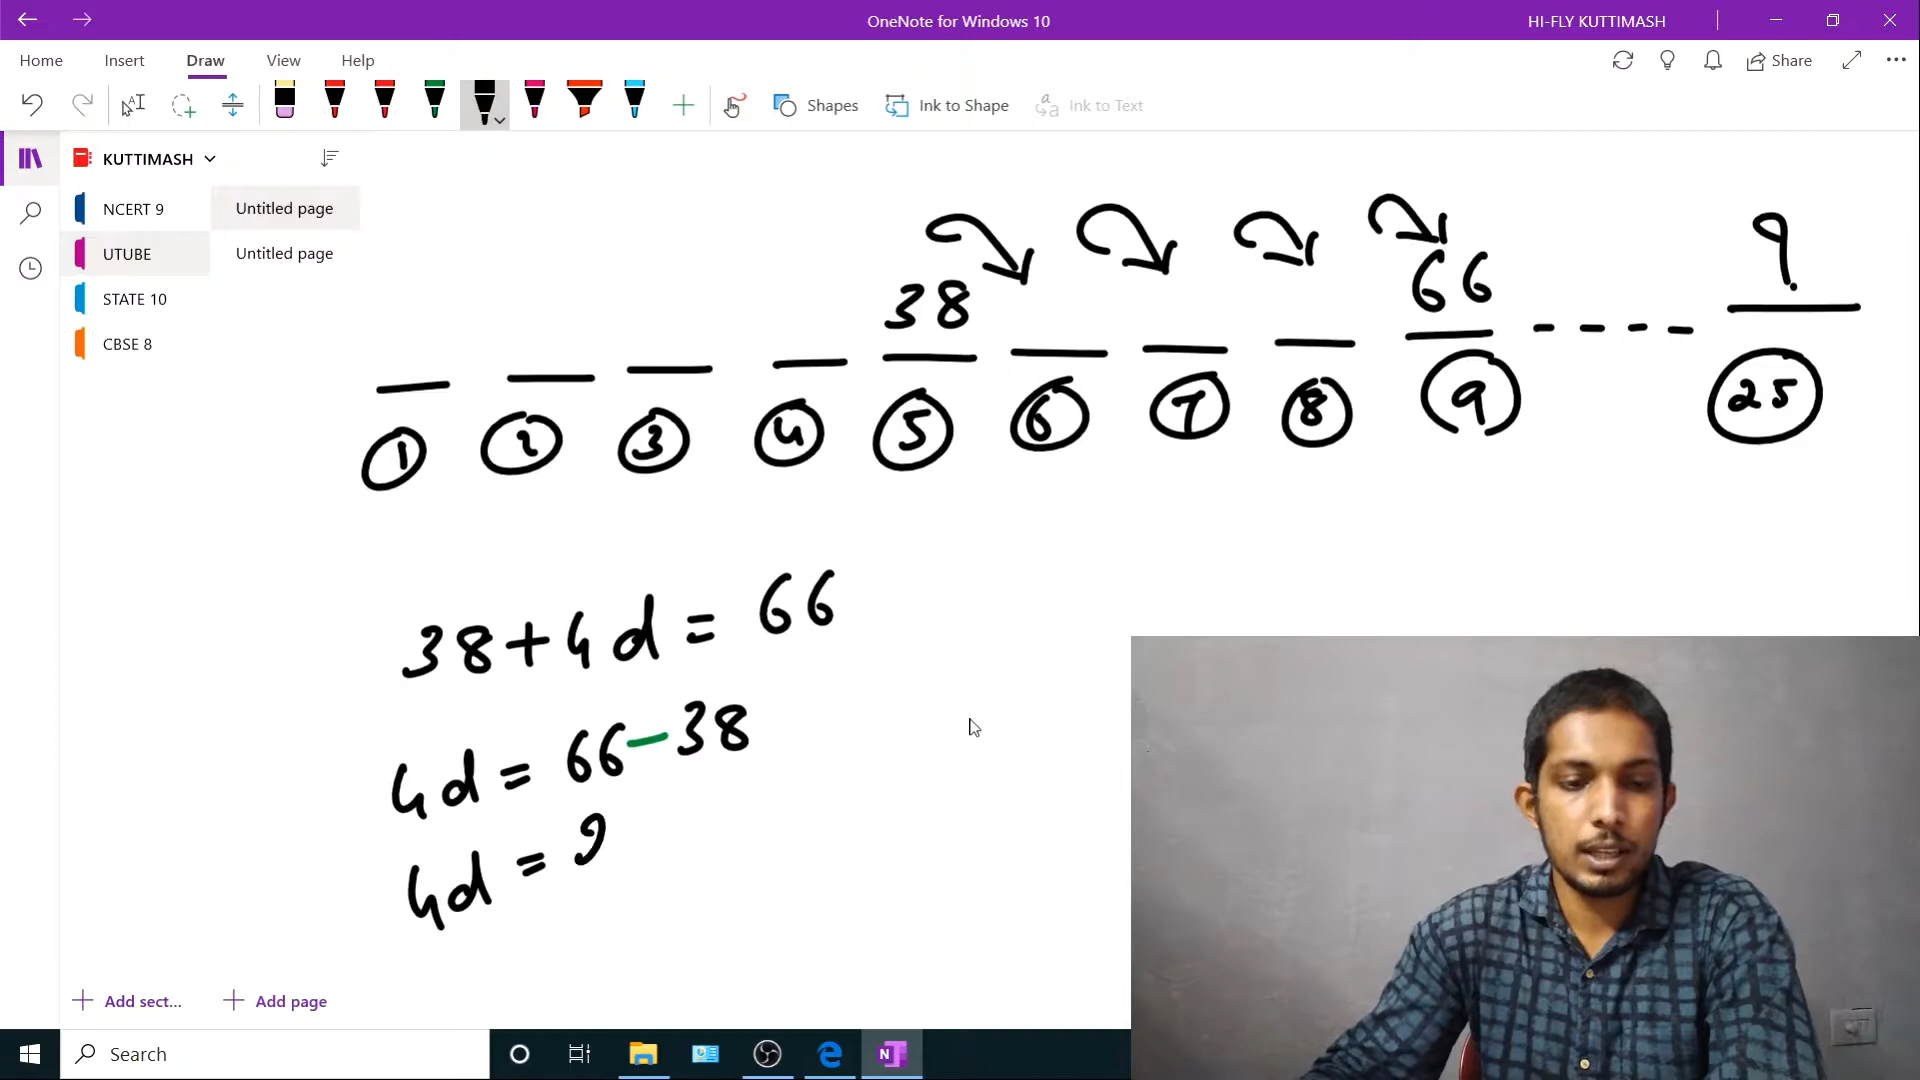 OneNote for Windows 10
HI-FLY KUTTIMASH
Home Insert Draw View Help
Share
Shapes Ink to Shape Ink to Text
KUTTIMASH
NCERT 9
UTUBE
STATE 10
CBSE 8
Untitled page
Untitled page
38 66 ?
① ② ③ ④ ⑤ ⑥ ⑦ ⑧ ⑨ - - - - ㉕
38+4d = 66
4d = 66-38
4d =
Add sect...
Add page
Search